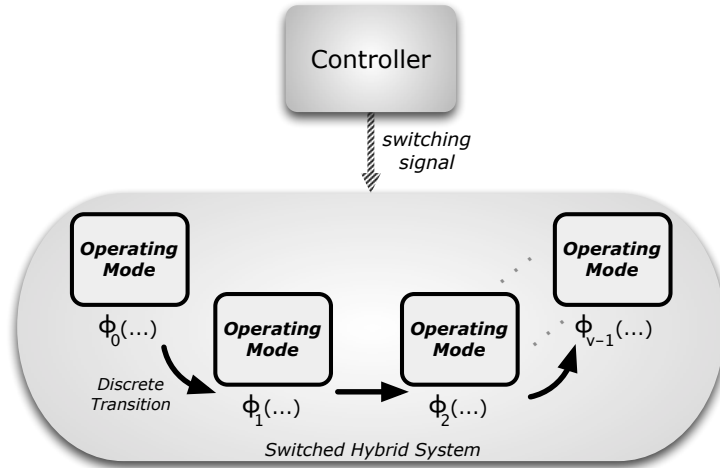 Controller
switching
signal
Operating
Mode
ϕ0(...)
Operating
Mode
ϕ1(...)
Operating
Mode
ϕ2(...)
Operating
Mode
ϕv−1(...)
Discrete
Transition
Switched Hybrid System